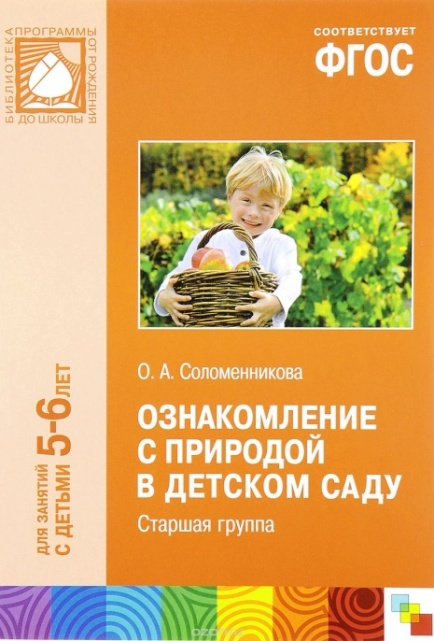 БИБЛИОТЕКА
ПРОГРАММЫ
ОТ РОЖДЕНИЯ
ДО ШКОЛЫ
СООТВЕТСТВУЕТ
ФГОС
О. А. Соломенникова
ОЗНАКОМЛЕНИЕ
С ПРИРОДОЙ
В ДЕТСКОМ САДУ
Старшая группа
ДЛЯ ЗАНЯТИЙ
С ДЕТЬМИ 5-6 ЛЕТ